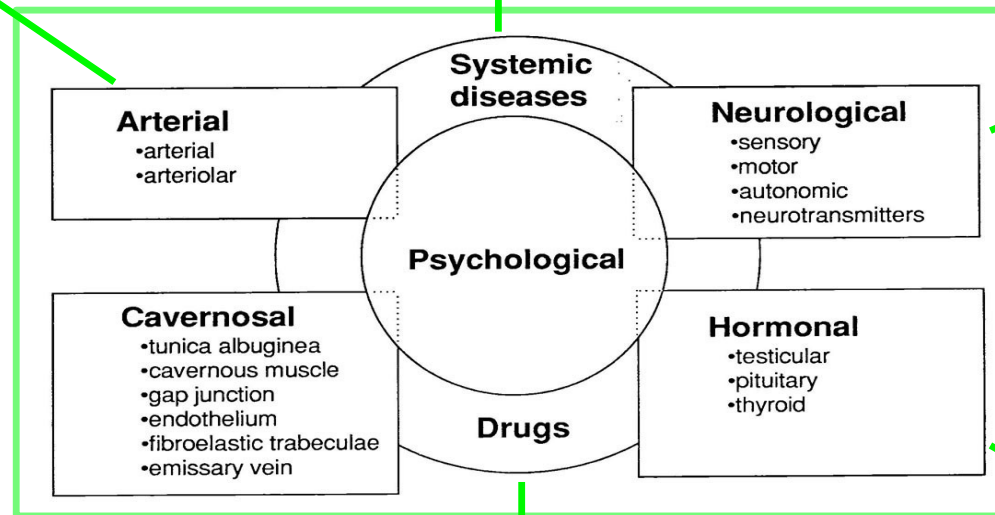 Systemic
diseases
Arterial
•arterial
•arteriolar
Neurological
•sensory
•motor
•autonomic
•neurotransmitters
Psychological
Cavernosal
•tunica albuginea
•cavernous muscle
•gap junction
•endothelium
•fibroelastic trabeculae
•emissary vein
Hormonal
•testicular
•pituitary
•thyroid
Drugs